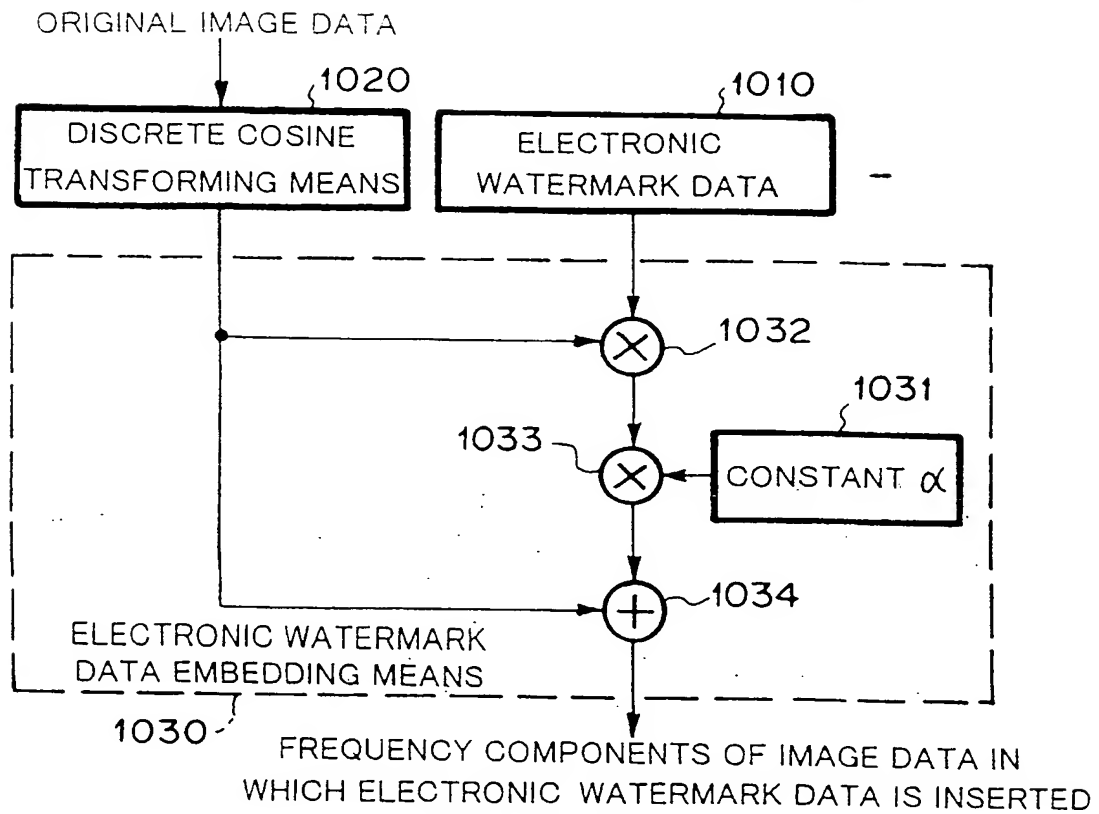 ORIGINAL IMAGE DATA
1020
1010
DISCRETE COSINE
TRANSFORMING MEANS
ELECTRONIC
WATERMARK DATA
1032
1031
1033
CONSTANT α
1034
ELECTRONIC WATERMARK
DATA EMBEDDING MEANS
1030
FREQUENCY COMPONENTS OF IMAGE DATA IN
WHICH ELECTRONIC WATERMARK DATA IS INSERTED